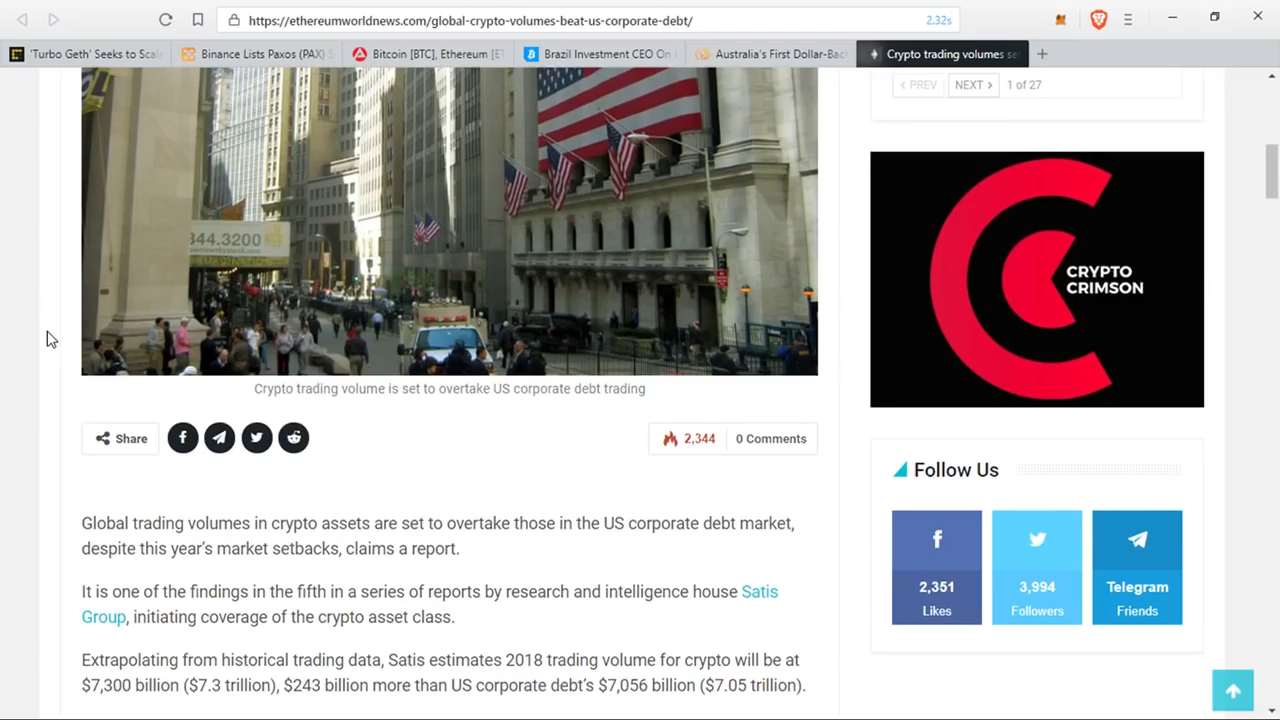 https://ethereumworldnews.com/global-crypto-volumes-beat-us-corporate-debt/
2.32s
'Turbo Geth' Seeks to Scale
Binance Lists Paxos (PAX) S
Bitcoin [BTC], Ethereum [ET
Brazil Investment CEO On
Australia's First Dollar-Back
Crypto trading volumes se
PREV
NEXT
1 of 27
344.3200
CRYPTO
CRIMSON
Crypto trading volume is set to overtake US corporate debt trading
Share
2,344
0 Comments
Follow Us
Global trading volumes in crypto assets are set to overtake those in the US corporate debt market,
despite this year's market setbacks, claims a report.
It is one of the findings in the fifth in a series of reports by research and intelligence house Satis
Group, initiating coverage of the crypto asset class.
Extrapolating from historical trading data, Satis estimates 2018 trading volume for crypto will be at
$7,300 billion ($7.3 trillion), $243 billion more than US corporate debt's $7,056 billion ($7.05 trillion).
2,351
Likes
3,994
Followers
Telegram
Friends